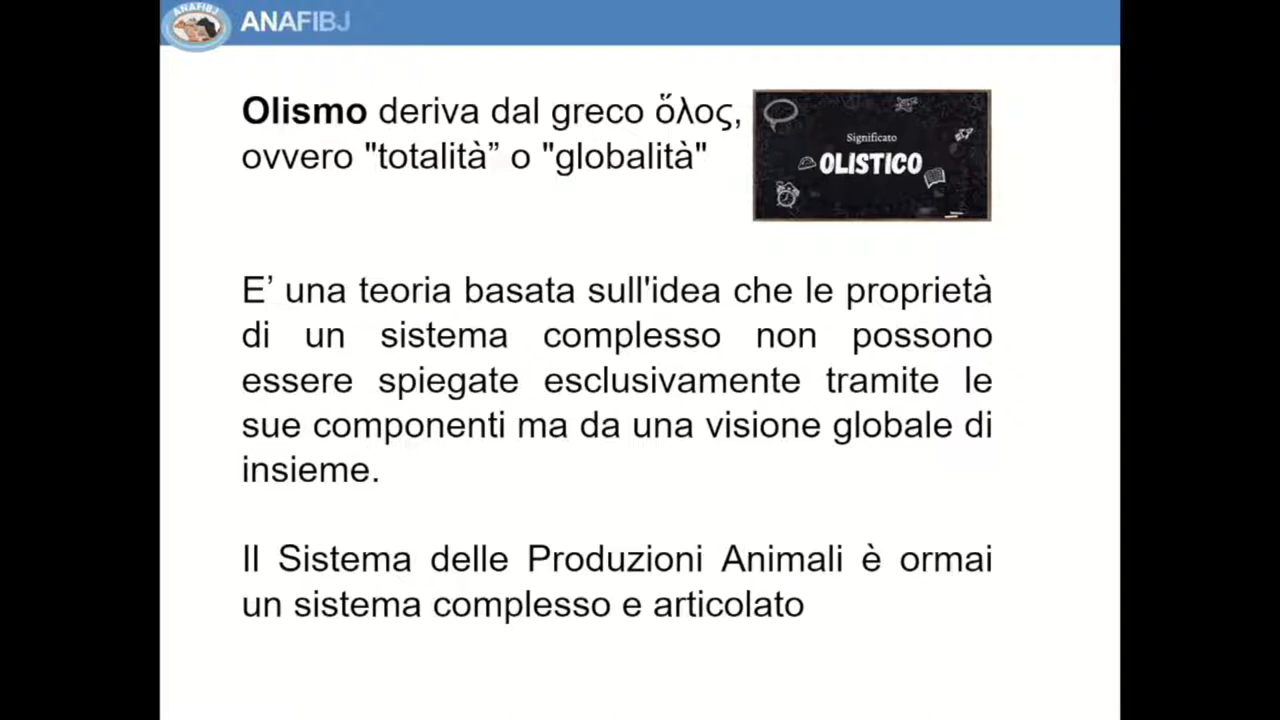 ANAFIBJ
ANAFIBJ
Olismo deriva dal greco ὅλος,
ovvero "totalità” o "globalità"
Significato
OLISTICO
E’ una teoria basata sull'idea che le proprietà
di un sistema complesso non possono
essere spiegate esclusivamente tramite le
sue componenti ma da una visione globale di
insieme.
Il Sistema delle Produzioni Animali è ormai
un sistema complesso e articolato